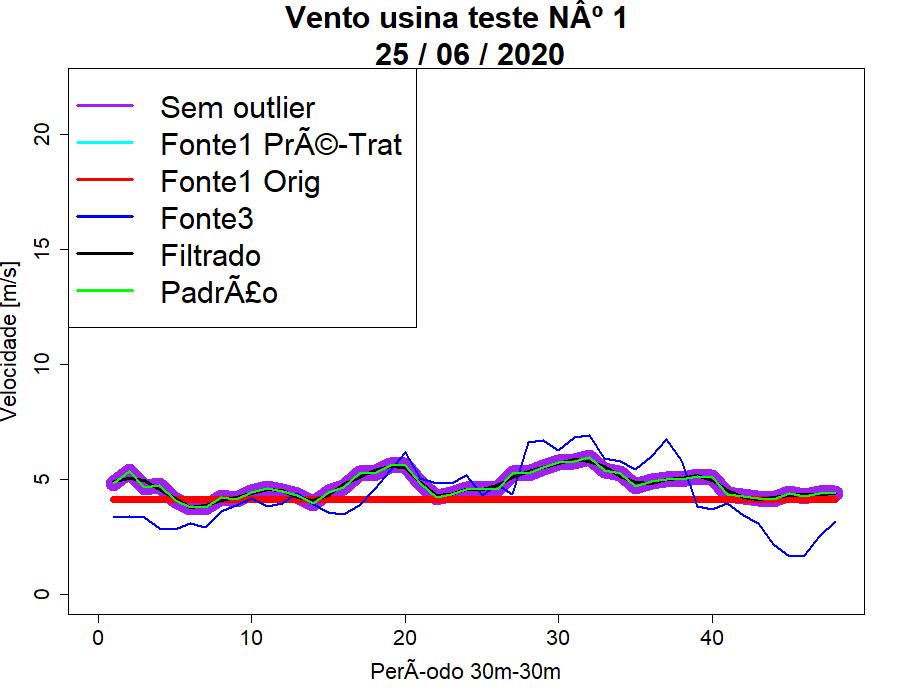 Vento usina teste NÂº 1
25 / 06 / 2020
Sem outlier
Fonte1 PrÃ©-Trat
Fonte1 Orig
Fonte3
Filtrado
PadrÃ£o
Velocidade [m/s]
20
15
10
5
0
0 10 20 30 40
PerÃ-odo 30m-30m